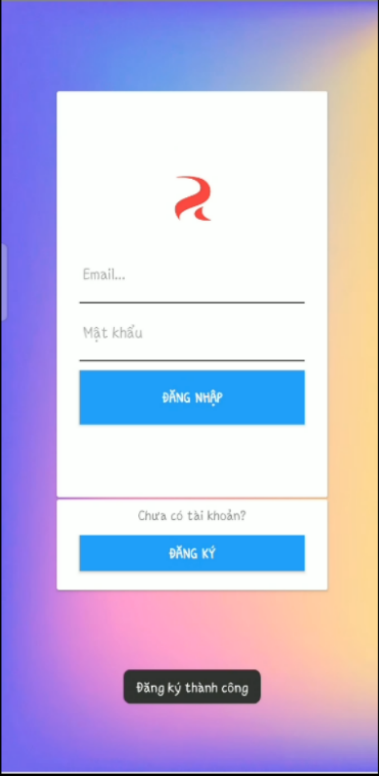 Email...
Mật khẩu
ĐĂNG NHẬP
Chưa có tài khoản?
ĐĂNG KÝ
Đăng ký thành công